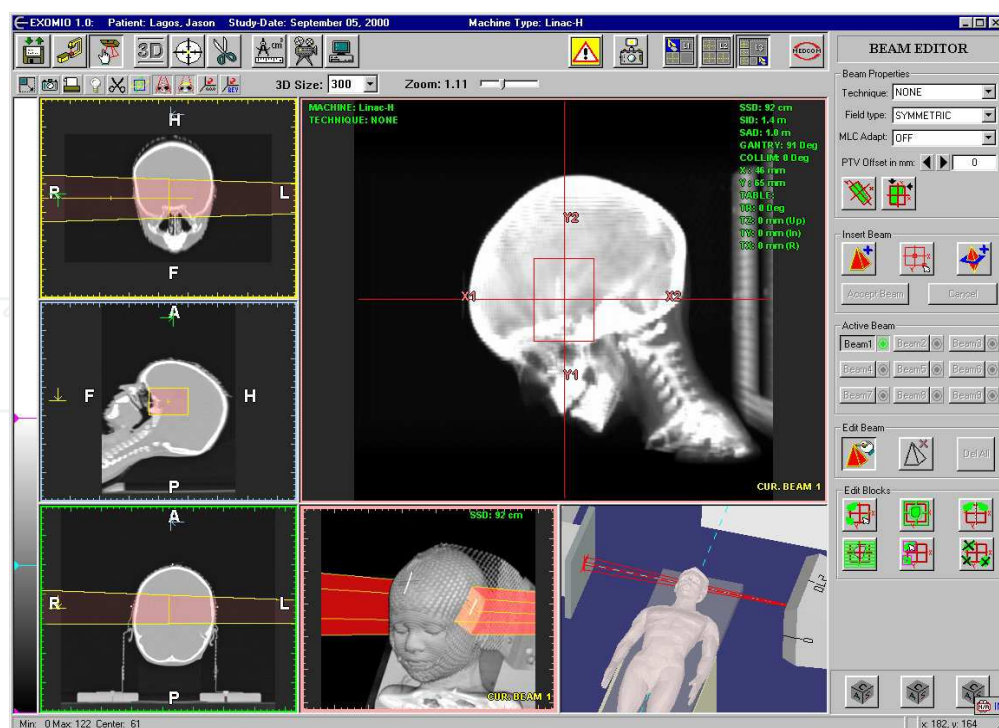 EXOMIO 1.0: Patient: Lagos, Jason Study-Date: September 05, 2000 Machine Type: Linac-H
3D
cm³
MEDCOM
3D Size: 300 Zoom: 1.11
BEAM EDITOR
Beam Properties
Technique: NONE
Field type: SYMMETRIC
MLC Adapt: OFF
PTV Offset in mm: 0
Insert Beam
Accept Beam Cancel
Active Beam
Beam1 Beam2 Beam3
Beam4 Beam5 Beam6
Beam7 Beam8 Beam9
Edit Beam
Del All
Edit Blocks
H
R L
F
A
F H
P
A
R L
P
MACHINE: Linac-H
TECHNIQUE: NONE
SSD: 92 cm
SID: 1.4 m
SAD: 1.0 m
GANTRY: 91 Deg
COLLIM: 0 Deg
X : 46 mm
Y : 65 mm
TABLE:
TR: 0 Deg
TZ: 0 mm (Up)
TY: 0 mm (In)
TX: 0 mm (R)
Y2
X1 X2
Y1
CUR. BEAM 1
SSD: 92 cm
CUR. BEAM 1
Min: 0 Max: 122 Center: 61
x: 182, y: 164